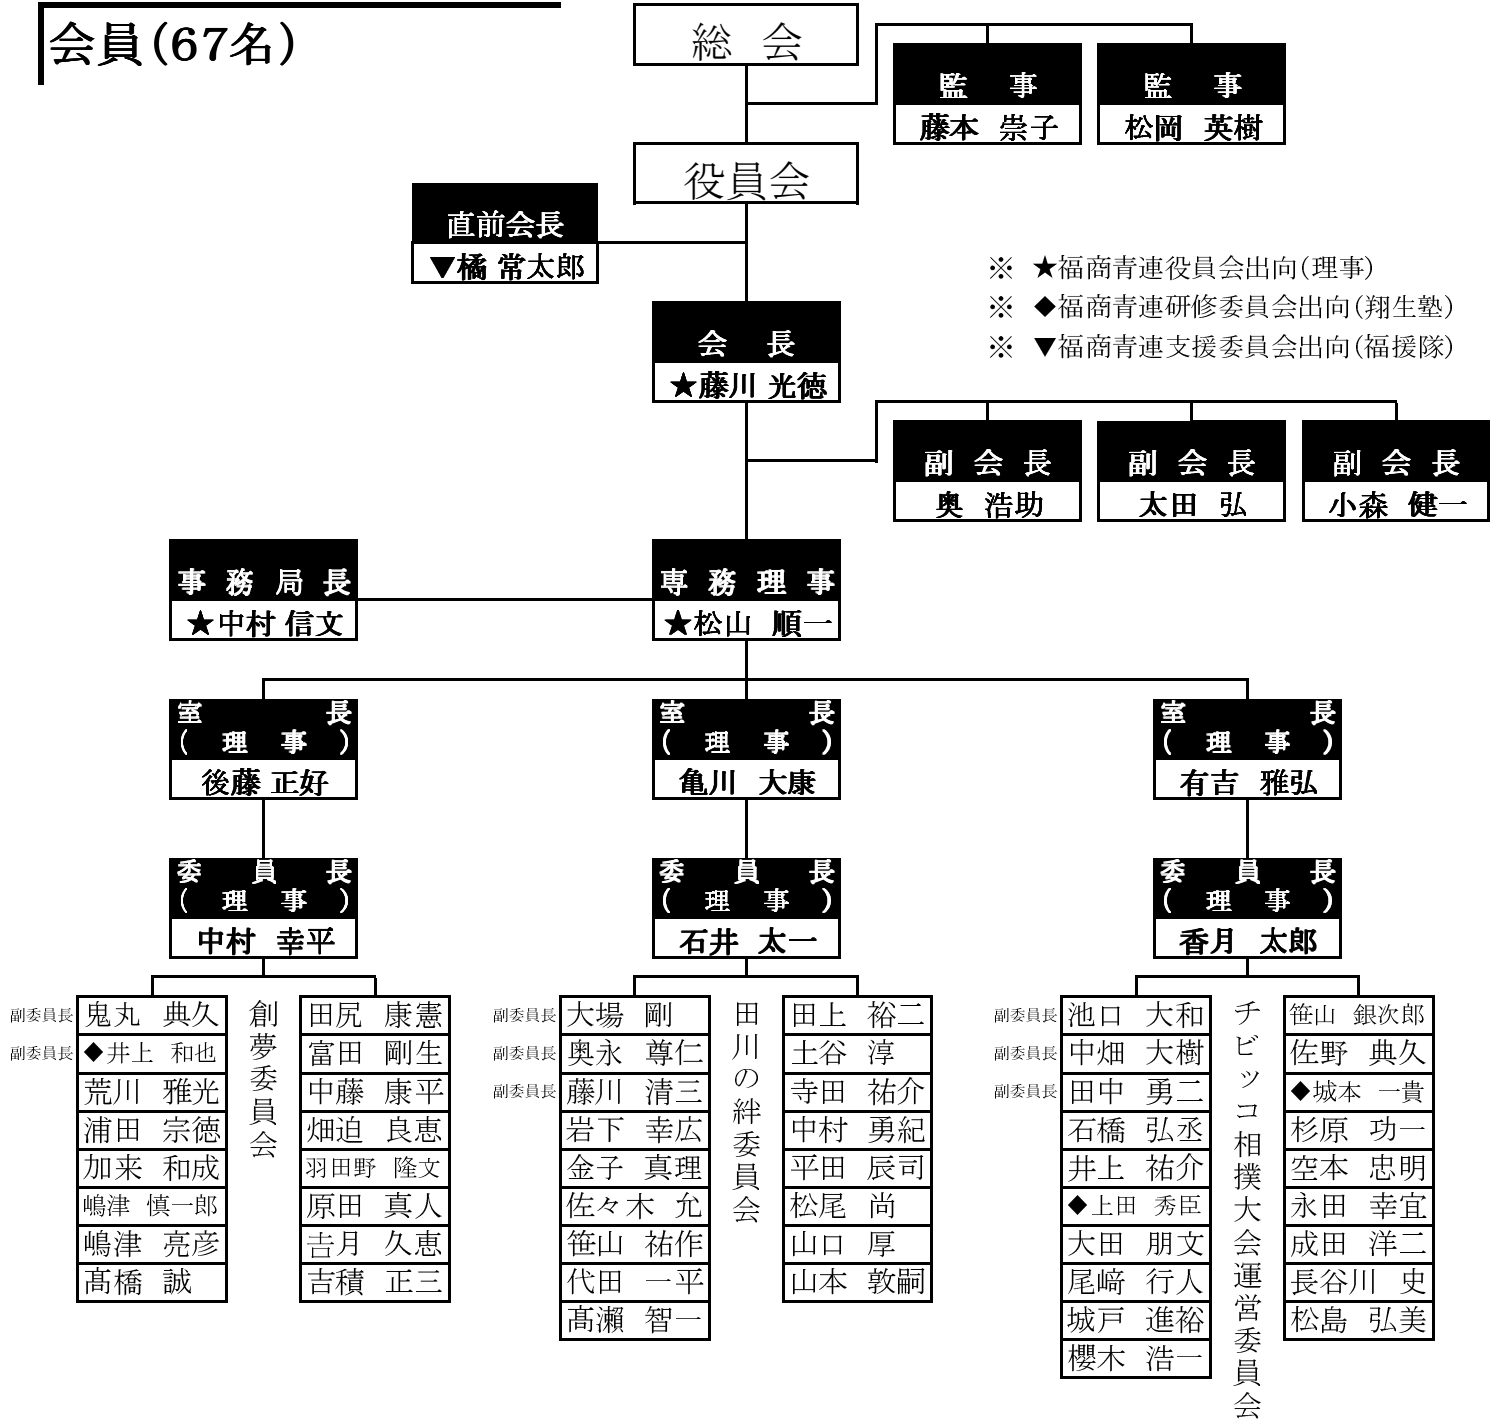 会員(67名)
総 会
監 事
藤本 崇子
監 事
松岡 英樹
役員会
直前会長
▼橘 常太郎
※ ★福商青連役員会出向(理事)
※ ◆福商青連研修委員会出向(翔生塾)
※ ▼福商青連支援委員会出向(福援隊)
会 長
★藤川 光徳
副 会 長
奥 浩助
副 会 長
太田 弘
副 会 長
小森 健一
事 務 局 長
★中村 信文
専 務 理 事
★松山 順一
室 長
( 理 事 )
後藤 正好
室 長
( 理 事 )
亀川 大康
室 長
( 理 事 )
有吉 雅弘
委 員 長
( 理 事 )
中村 幸平
委 員 長
( 理 事 )
石井 太一
委 員 長
( 理 事 )
香月 太郎
創夢委員会
副委員長 鬼丸 典久
副委員長 ◆井上 和也
荒川 雅光
浦田 宗徳
加来 和成
嶋津 慎一郎
嶋津 亮彦
髙橋 誠
田尻 康憲
富田 剛生
中藤 康平
畑迫 良恵
羽田野 隆文
原田 真人
𠮷月 久恵
吉積 正三
田川の絆委員会
副委員長 大場 剛
副委員長 奥永 尊仁
副委員長 藤川 清三
岩下 幸広
金子 真理
佐々木 允
笹山 祐作
代田 一平
髙瀬 智一
田上 裕二
土谷 淳
寺田 祐介
中村 勇紀
平田 辰司
松尾 尚
山口 厚
山本 敦嗣
チビッコ相撲大会運営委員会
副委員長 池口 大和
副委員長 中畑 大樹
副委員長 田中 勇二
石橋 弘丞
井上 祐介
◆上田 秀臣
大田 朋文
尾﨑 行人
城戸 進裕
櫻木 浩一
笹山 銀次郎
佐野 典久
◆城本 一貴
杉原 功一
空本 忠明
永田 幸宜
成田 洋二
長谷川 史
松島 弘美